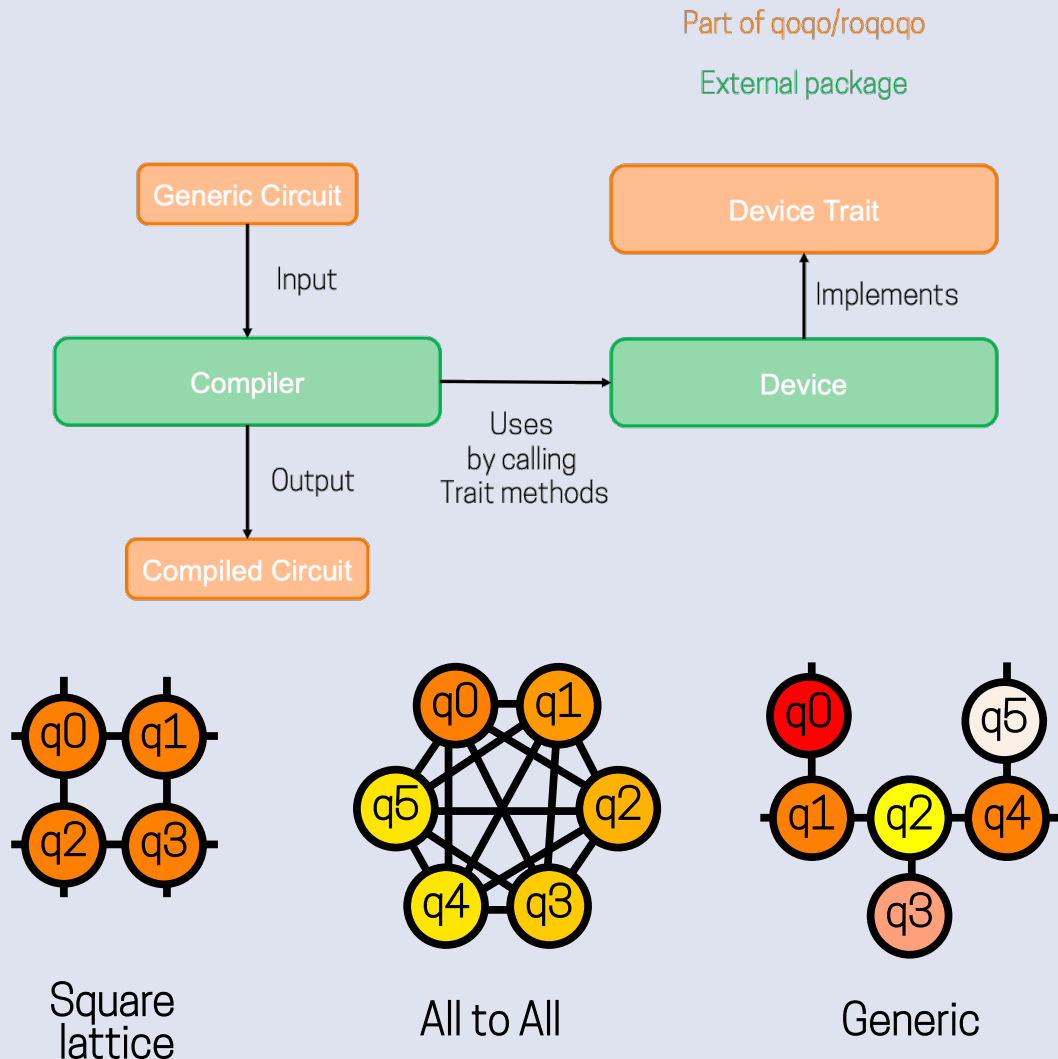 Part of qoqo/roqoqo
External package
Generic Circuit
Device Trait
Input
Implements
Compiler
Device
Uses
by calling
Trait methods
Output
Compiled Circuit
q0
q1
q2
q3
Square
lattice
q0
q1
q5
q2
q4
q3
All to All
q0
q5
q1
q2
q4
q3
Generic